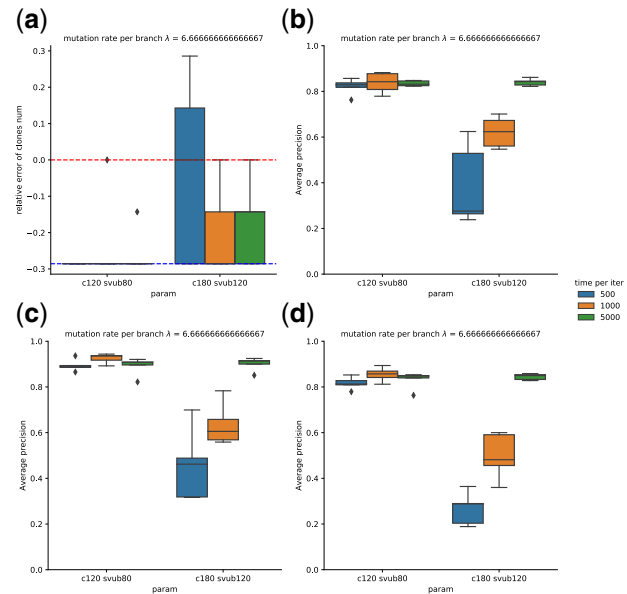 (a)
mutation rate per branch λ = 6.666666666666667
0.3
0.2
0.1
0.0
−0.1
−0.2
−0.3
relative error of clones num
c120 svub80
c180 svub120
param
(b)
mutation rate per branch λ = 6.666666666666667
1.0
0.8
0.6
0.4
0.2
0.0
Average precision
c120 svub80
c180 svub120
param
time per iter
500
1000
5000
(c)
mutation rate per branch λ = 6.666666666666667
1.0
0.8
0.6
0.4
0.2
0.0
Average precision
c120 svub80
c180 svub120
param
(d)
mutation rate per branch λ = 6.666666666666667
1.0
0.8
0.6
0.4
0.2
0.0
Average precision
c120 svub80
c180 svub120
param